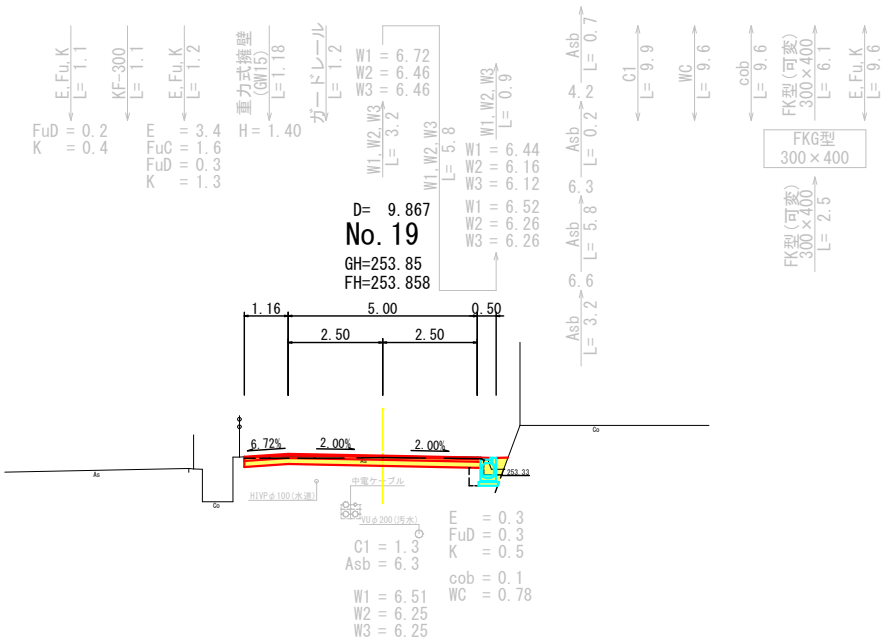 E, Fu, K
L= 1.1
KF-300
L= 1.1
E, Fu, K
L= 1.2
重力式擁壁
(GW15)
L=1.18
ガードレール
L= 1.2
W1 = 6.72
W2 = 6.46
W3 = 6.46
W1, W2, W3
L= 3.2
W1, W2, W3
L= 5.8
W1, W2, W3
L= 0.9
Asb
L= 0.7
4.2
Asb
L= 0.2
6.3
Asb
L= 5.8
6.6
Asb
L= 3.2
C1
L= 9.9
WC
L= 9.6
cob
L= 9.6
FK型(可変)
300×400
L= 6.1
E, Fu, K
L= 9.6
FuD = 0.2
K = 0.4
E = 3.4
FuC = 1.6
FuD = 0.3
K = 1.3
H = 1.40
W1 = 6.44
W2 = 6.16
W3 = 6.12
W1 = 6.52
W2 = 6.26
W3 = 6.26
FKG型
300×400
FK型(可変)
300×400
L= 2.5
D= 9.867
No.19
GH=253.85
FH=253.858
1.16
5.00
0.50
2.50
2.50
6.72%
2.00%
2.00%
As
Co
As
Co
253.33
HIVPφ100(水道)
中電ケーブル
VUφ200(汚水)
C1 = 1.3
Asb = 6.3
W1 = 6.51
W2 = 6.25
W3 = 6.25
E = 0.3
FuD = 0.3
K = 0.5
cob = 0.1
WC = 0.78